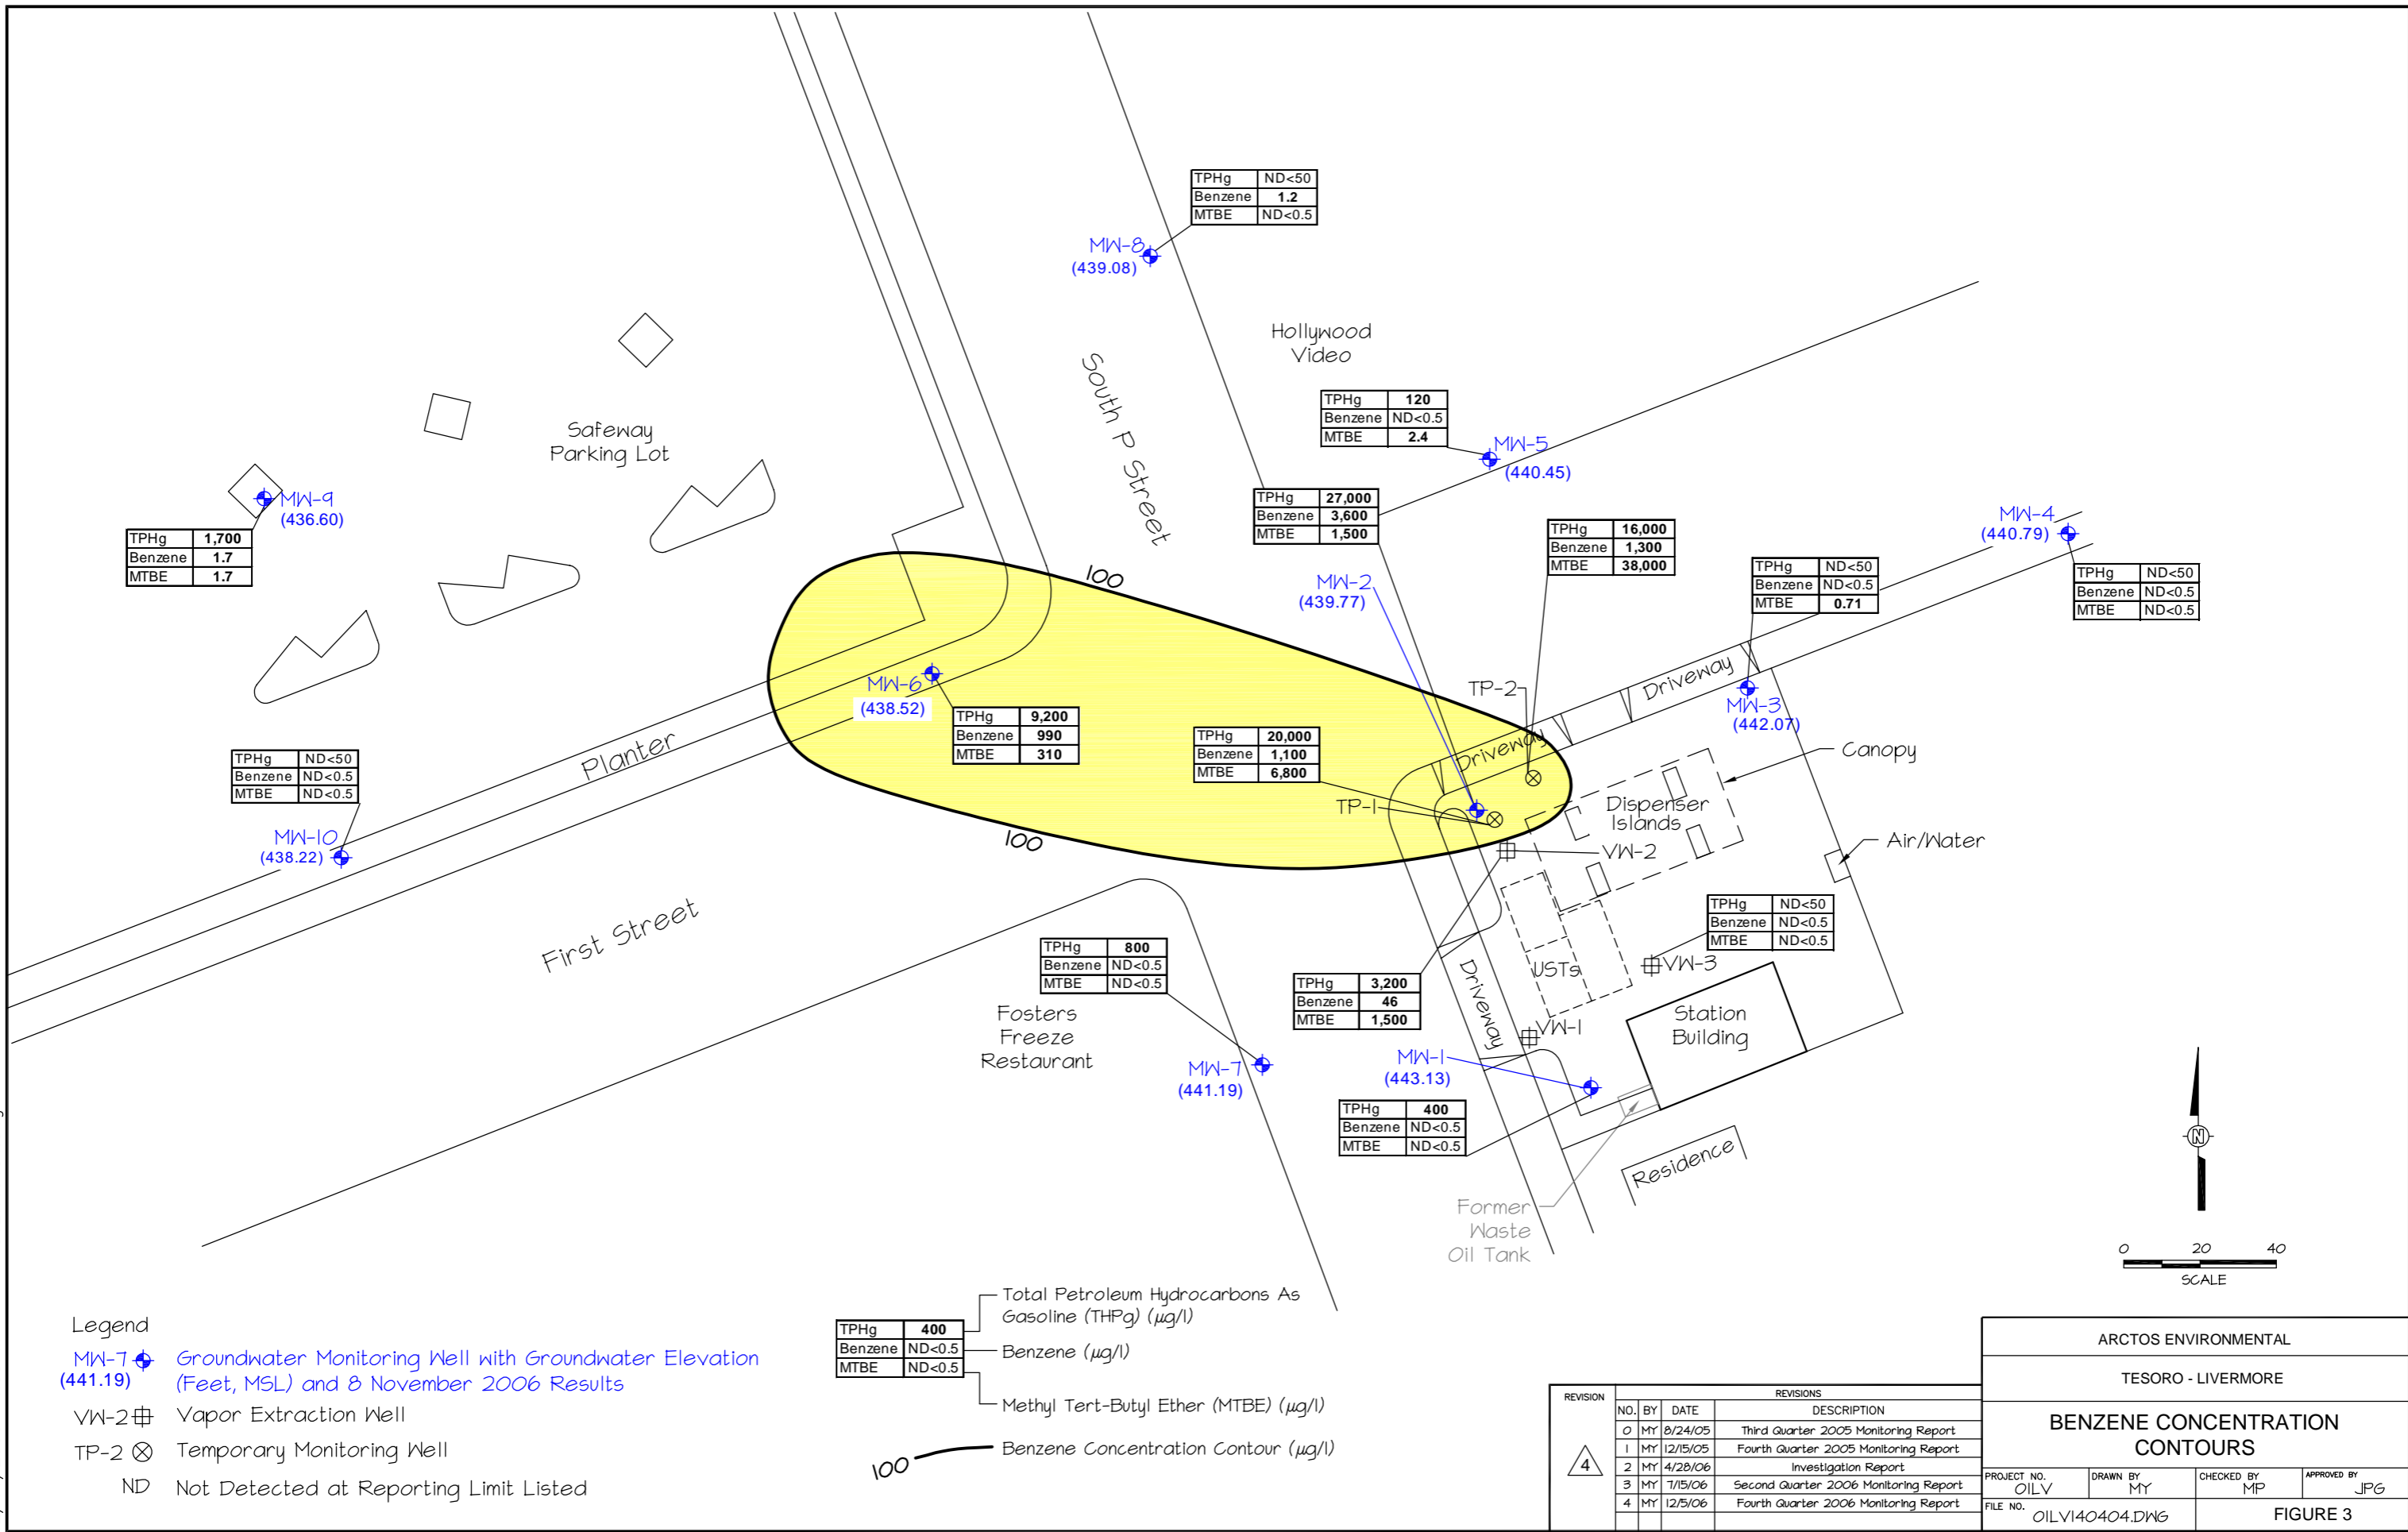 TPHg ND<50
Benzene 1.2
MTBE ND<0.5
MW-8
(439.08)
Hollywood
Video
South P Street
Safeway
Parking Lot
TPHg 120
Benzene ND<0.5
MTBE 2.4
MW-5
(440.45)
MW-9
(436.60)
TPHg 1,700
Benzene 1.7
MTBE 1.7
TPHg 27,000
Benzene 3,600
MTBE 1,500
TPHg 16,000
Benzene 1,300
MTBE 38,000
MW-4
(440.79)
TPHg ND<50
Benzene ND<0.5
MTBE 0.71
TPHg ND<50
Benzene ND<0.5
MTBE ND<0.5
100
MW-2
(439.77)
TP-2
Driveway
MW-3
(442.07)
MW-6
(438.52)
TPHg 9,200
Benzene 990
MTBE 310
TPHg 20,000
Benzene 1,100
MTBE 6,800
Driveway
Canopy
Planter
TPHg ND<50
Benzene ND<0.5
MTBE ND<0.5
TP-1
Dispenser
Islands
MW-10
(438.22)
100
VW-2
Air/Water
First Street
TPHg ND<50
Benzene ND<0.5
MTBE ND<0.5
TPHg 800
Benzene ND<0.5
MTBE ND<0.5
USTs
VW-3
Driveway
TPHg 3,200
Benzene 46
MTBE 1,500
Fosters
Freeze
Restaurant
Station
Building
VW-1
MW-7
(441.19)
MW-1
(443.13)
TPHg 400
Benzene ND<0.5
MTBE ND<0.5
Residence
Former
Waste
Oil Tank
N
0 20 40
SCALE
Legend
MW-7
(441.19)
Groundwater Monitoring Well with Groundwater Elevation
(Feet, MSL) and 8 November 2006 Results
VW-2 Vapor Extraction Well
TP-2 Temporary Monitoring Well
ND Not Detected at Reporting Limit Listed
TPHg 400
Benzene ND<0.5
MTBE ND<0.5
Total Petroleum Hydrocarbons As
Gasoline (THPg) (µg/l)
Benzene (µg/l)
Methyl Tert-Butyl Ether (MTBE) (µg/l)
100 Benzene Concentration Contour (µg/l)
REVISION
4
REVISIONS
NO. BY DATE DESCRIPTION
0 MY 8/24/05 Third Quarter 2005 Monitoring Report
1 MY 12/15/05 Fourth Quarter 2005 Monitoring Report
2 MY 4/28/06 Investigation Report
3 MY 7/15/06 Second Quarter 2006 Monitoring Report
4 MY 12/5/06 Fourth Quarter 2006 Monitoring Report
ARCTOS ENVIRONMENTAL
TESORO - LIVERMORE
BENZENE CONCENTRATION
CONTOURS
PROJECT NO. DRAWN BY CHECKED BY APPROVED BY
01LV MY MP JPG
FILE NO. 01LV140404.DWG
FIGURE 3